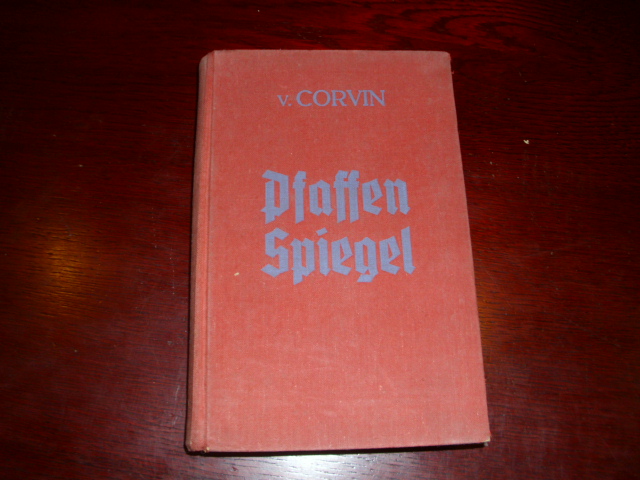 v. CORVIN
Pfaffen
Spiegel